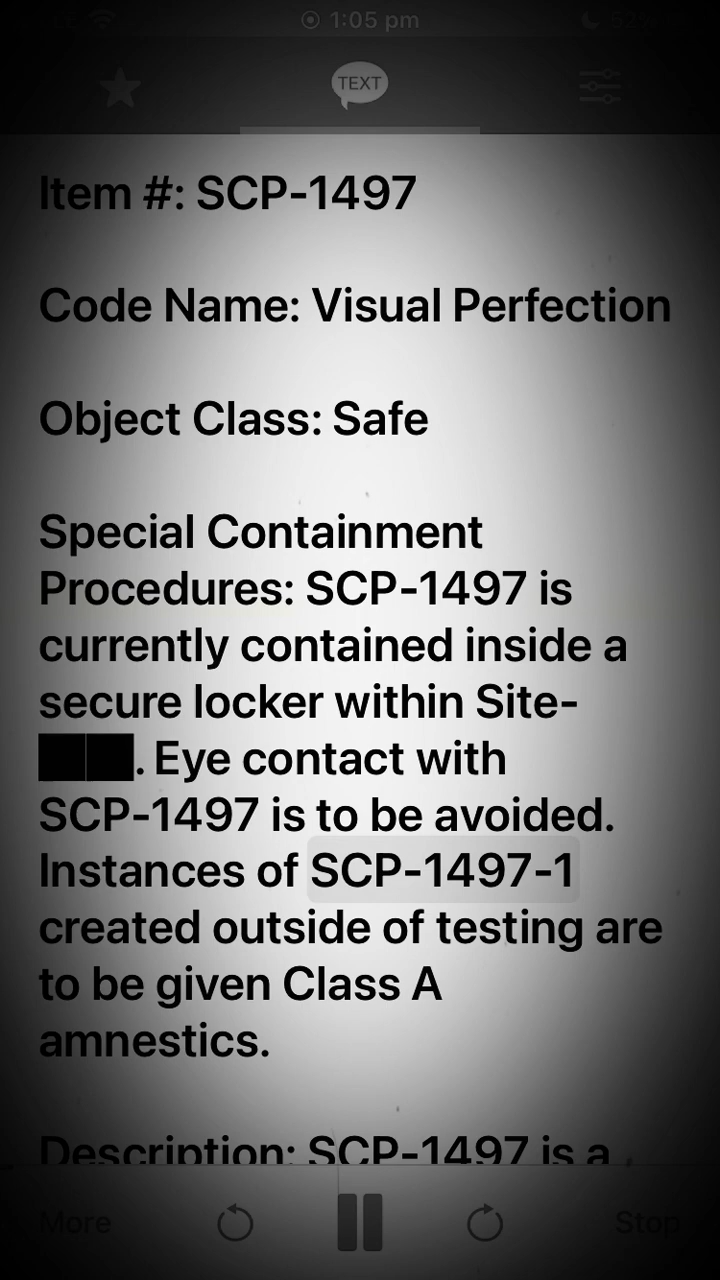 1:05 pm
TEXT
Item #: SCP-1497
Code Name: Visual Perfection
Object Class: Safe
Special Containment
Procedures: SCP-1497 is
currently contained inside a
secure locker within Site-
██. Eye contact with
SCP-1497 is to be avoided.
Instances of SCP-1497-1
created outside of testing are
to be given Class A
amnestics.
Description: SCP-1497 is a
More
Stop